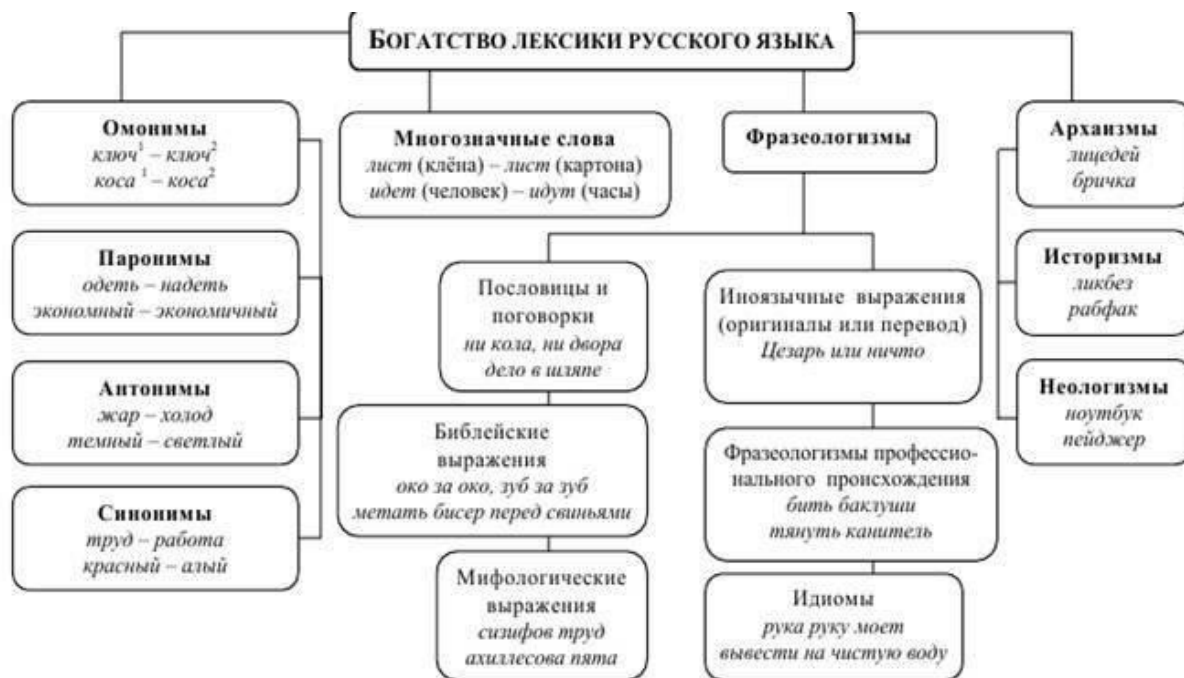 БОГАТСТВО ЛЕКСИКИ РУССКОГО ЯЗЫКА
Омонимы
ключ¹ – ключ²
коса ¹ – коса²
Паронимы
одеть – надеть
экономный – экономичный
Антонимы
жар – холод
темный – светлый
Синонимы
труд – работа
красный – алый
Многозначные слова
лист (клёна) – лист (картона)
идет (человек) – идут (часы)
Фразеологизмы
Пословицы и
поговорки
ни кола, ни двора
дело в шляпе
Библейские
выражения
око за око, зуб за зуб
метать бисер перед свиньями
Мифологические
выражения
сизифов труд
ахиллесова пята
Иноязычные выражения
(оригиналы или перевод)
Цезарь или ничто
Фразеологизмы профессио-
нального происхождения
бить баклуши
тянуть канитель
Идиомы
рука руку моет
вывести на чистую воду
Архаизмы
лицедей
бричка
Историзмы
ликбез
рабфак
Неологизмы
ноутбук
пейджер